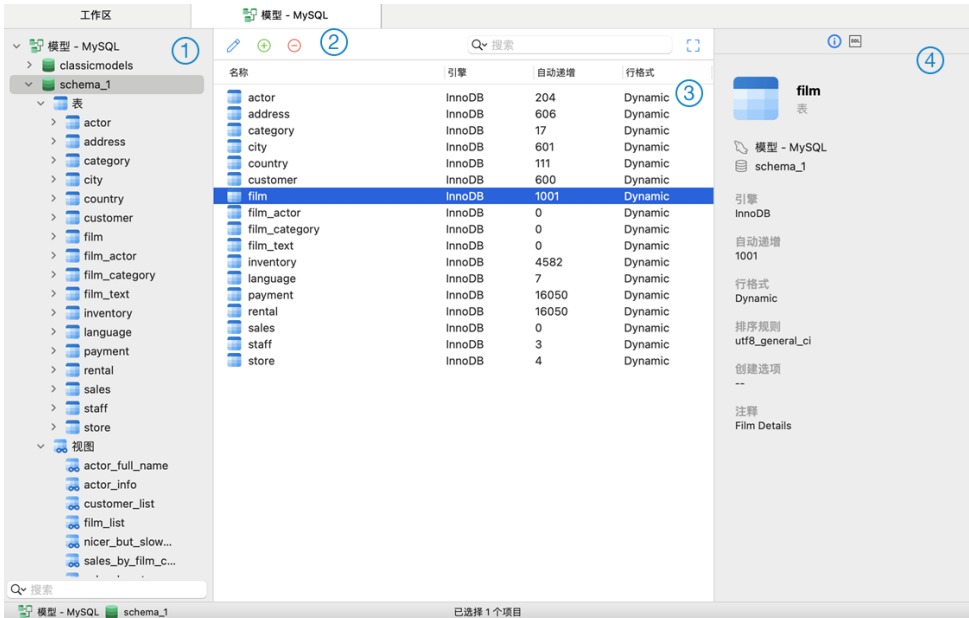 工作区
模型 - MySQL
模型 - MySQL
①
classicmodels
schema_1
表
actor
address
category
city
country
customer
film
film_actor
film_category
film_text
inventory
language
payment
rental
sales
staff
store
视图
actor_full_name
actor_info
customer_list
film_list
nicer_but_slow...
sales_by_film_c...
搜索
②
搜索
名称 引擎 自动递增 行格式
③
actor InnoDB 204 Dynamic
address InnoDB 606 Dynamic
category InnoDB 17 Dynamic
city InnoDB 601 Dynamic
country InnoDB 111 Dynamic
customer InnoDB 600 Dynamic
film InnoDB 1001 Dynamic
film_actor InnoDB 0 Dynamic
film_category InnoDB 0 Dynamic
film_text InnoDB 0 Dynamic
inventory InnoDB 4582 Dynamic
language InnoDB 7 Dynamic
payment InnoDB 16050 Dynamic
rental InnoDB 16050 Dynamic
sales InnoDB 0 Dynamic
staff InnoDB 3 Dynamic
store InnoDB 4 Dynamic
④
film
表
模型 - MySQL
schema_1
引擎
InnoDB
自动递增
1001
行格式
Dynamic
排序规则
utf8_general_ci
创建选项
--
注释
Film Details
模型 - MySQL schema_1
已选择 1 个项目